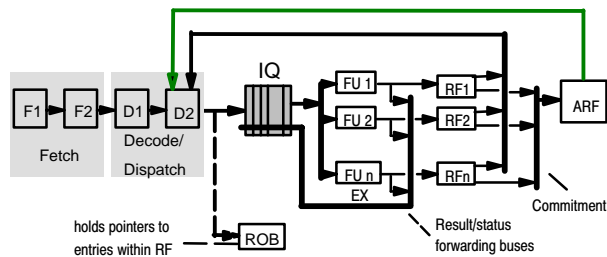 IQ
F1
F2
D1
D2
Fetch
Decode/
Dispatch
FU 1
FU 2
FU n
EX
RF1
RF2
RFn
ARF
Commitment
Result/status
forwarding buses
holds pointers to
entries within RF
ROB